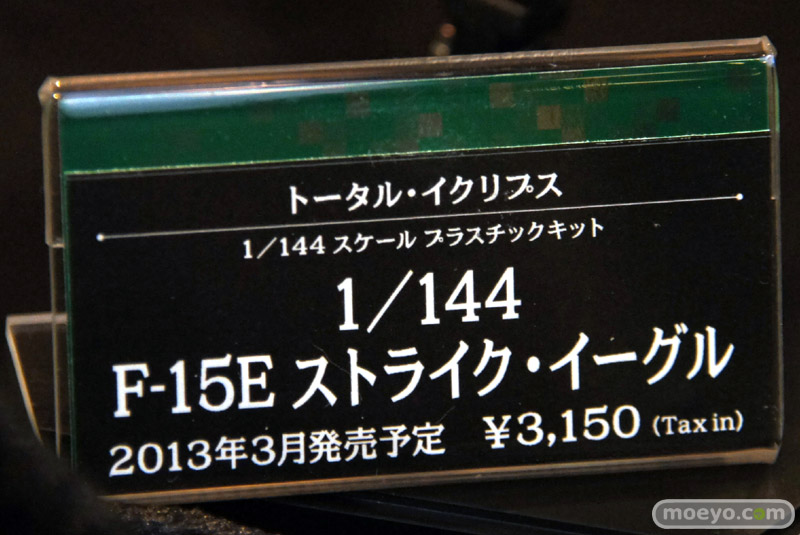 トータル・イクリプス
1/144 スケール プラスチックキット
1/144
F-15E ストライク・イーグル
2013年3月発売予定 ¥3,150 (Tax in)
moeyo.com